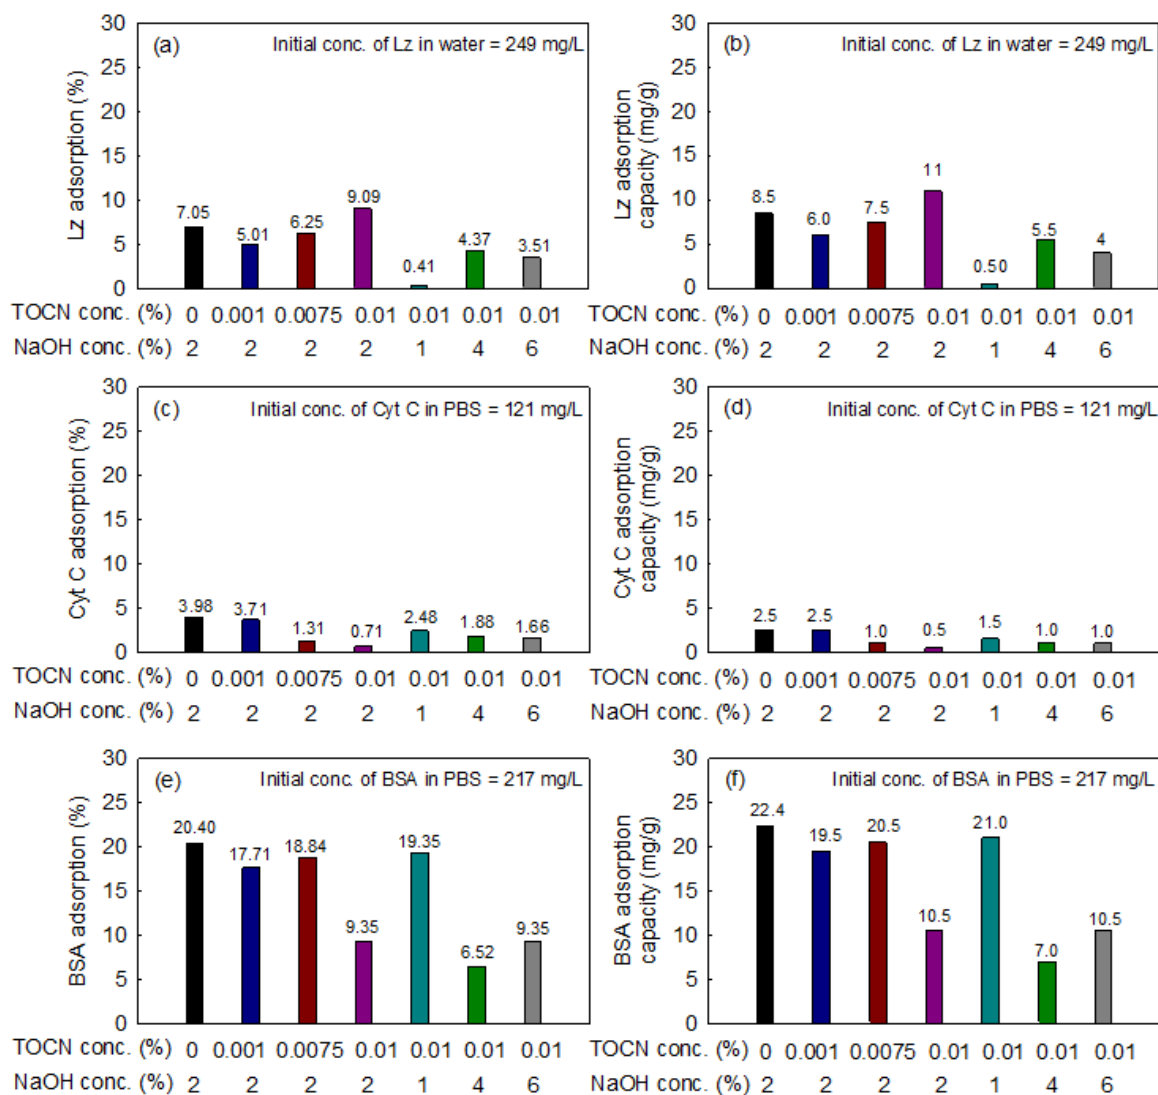 (a) Initial conc. of Lz in water = 249 mg/L
Lz adsorption (%)
30
25
20
15
10
5
0
7.05 5.01 6.25 9.09 0.41 4.37 3.51
TOCN conc. (%) 0 0.001 0.0075 0.01 0.01 0.01 0.01
NaOH conc. (%) 2 2 2 2 1 4 6
(b) Initial conc. of Lz in water = 249 mg/L
Lz adsorption
capacity (mg/g)
30
25
20
15
10
5
0
8.5 6.0 7.5 11 0.50 5.5 4
TOCN conc. (%) 0 0.001 0.0075 0.01 0.01 0.01 0.01
NaOH conc. (%) 2 2 2 2 1 4 6
(c) Initial conc. of Cyt C in PBS = 121 mg/L
Cyt C adsorption (%)
30
25
20
15
10
5
0
3.98 3.71 1.31 0.71 2.48 1.88 1.66
TOCN conc. (%) 0 0.001 0.0075 0.01 0.01 0.01 0.01
NaOH conc. (%) 2 2 2 2 1 4 6
(d) Initial conc. of Cyt C in PBS = 121 mg/L
Cyt C adsorption
capacity (mg/g)
30
25
20
15
10
5
0
2.5 2.5 1.0 0.5 1.5 1.0 1.0
TOCN conc. (%) 0 0.001 0.0075 0.01 0.01 0.01 0.01
NaOH conc. (%) 2 2 2 2 1 4 6
(e) Initial conc. of BSA in PBS = 217 mg/L
BSA adsorption (%)
30
25
20
15
10
5
0
20.40 17.71 18.84 9.35 19.35 6.52 9.35
TOCN conc. (%) 0 0.001 0.0075 0.01 0.01 0.01 0.01
NaOH conc. (%) 2 2 2 2 1 4 6
(f) Initial conc. of BSA in PBS = 217 mg/L
BSA adsorption
capacity (mg/g)
30
25
20
15
10
5
0
22.4 19.5 20.5 10.5 21.0 7.0 10.5
TOCN conc. (%) 0 0.001 0.0075 0.01 0.01 0.01 0.01
NaOH conc. (%) 2 2 2 2 1 4 6